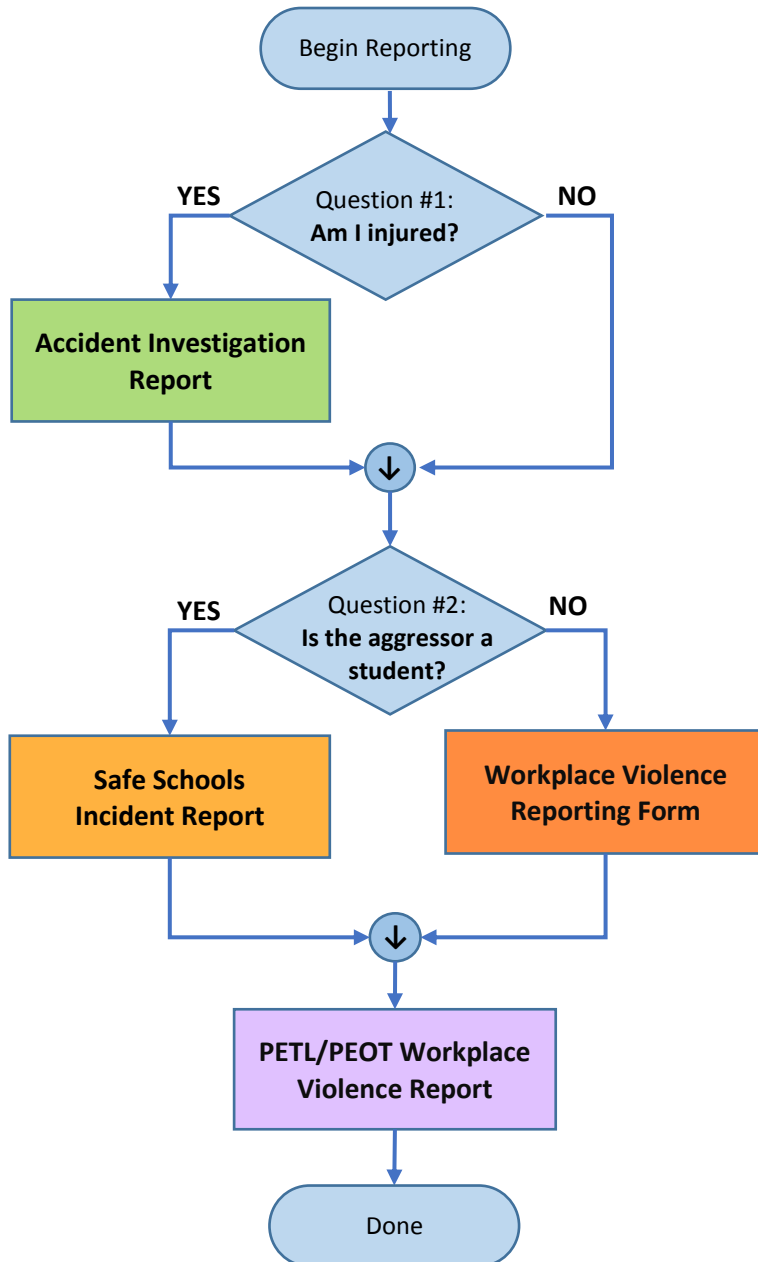 Begin Reporting
YES
Question #1:
NO
Am I injured?
Accident Investigation
Report
↓
YES
Question #2:
NO
Is the aggressor a
student?
Safe Schools
Incident Report
Workplace Violence
Reporting Form
↓
PETL/PEOT Workplace
Violence Report
Done